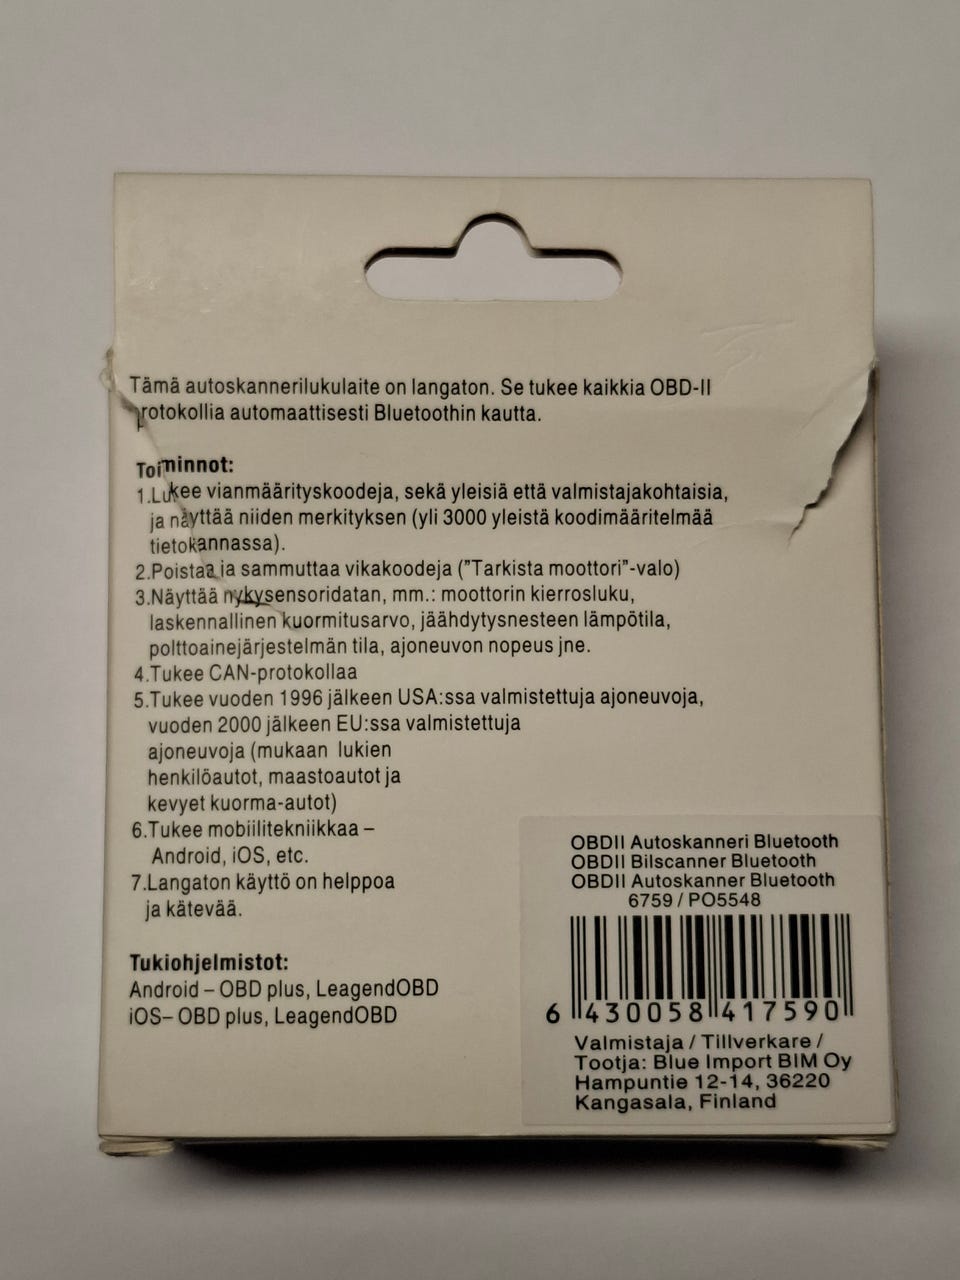 Tämä autoskannerilukulaite on langaton. Se tukee kaikkia OBD-II
protokollia automaattisesti Bluetoothin kautta.
Toiminnot:
1.Lukee vianmäärityskoodeja, sekä yleisiä että valmistajakohtaisia,
ja näyttää niiden merkityksen (yli 3000 yleistä koodimääritelmää
tietokannassa).
2.Poistaa ja sammuttaa vikakoodeja ("Tarkista moottori"-valo)
3.Näyttää nykysensoridatan, mm.: moottorin kierrosluku,
laskennallinen kuormitusarvo, jäähdytysnesteen lämpötila,
polttoainejärjestelmän tila, ajoneuvon nopeus jne.
4.Tukee CAN-protokollaa
5.Tukee vuoden 1996 jälkeen USA:ssa valmistettuja ajoneuvoja,
vuoden 2000 jälkeen EU:ssa valmistettuja
ajoneuvoja (mukaan lukien
henkilöautot, maastoautot ja
kevyet kuorma-autot)
6.Tukee mobiilitekniikkaa –
Android, iOS, etc.
7.Langaton käyttö on helppoa
ja kätevää.
Tukiohjelmistot:
Android – OBD plus, LeagendOBD
iOS– OBD plus, LeagendOBD
OBDII Autoskanneri Bluetooth
OBDII Bilscanner Bluetooth
OBDII Autoskanner Bluetooth
6759 / PO5548
6 430058 417590
Valmistaja / Tillverkare /
Tootja: Blue Import BIM Oy
Hampuntie 12-14, 36220
Kangasala, Finland